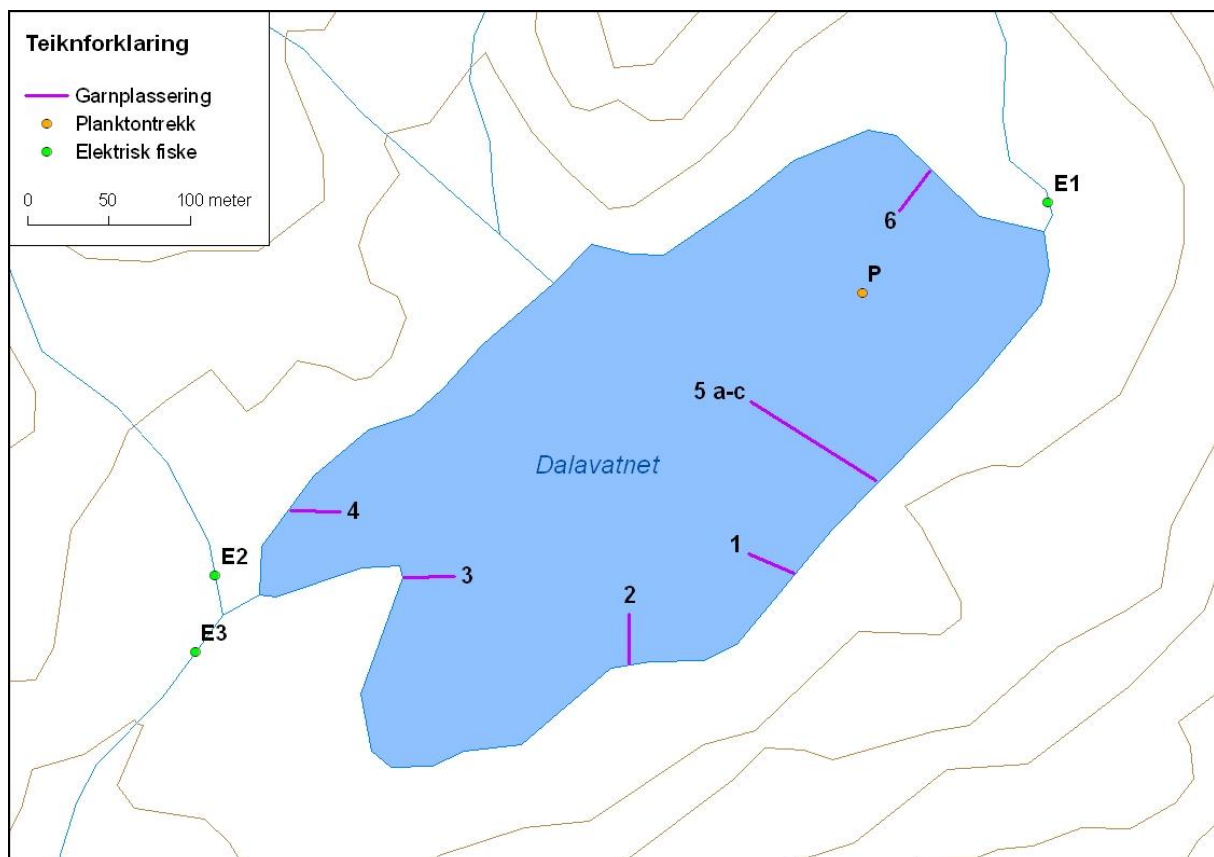 Teiknforklaring
Garnplassering
Planktontrekk
Elektrisk fiske
0 50 100 meter
E1
6
P
5 a-c
Dalavatnet
4
1
E2
3
2
E3